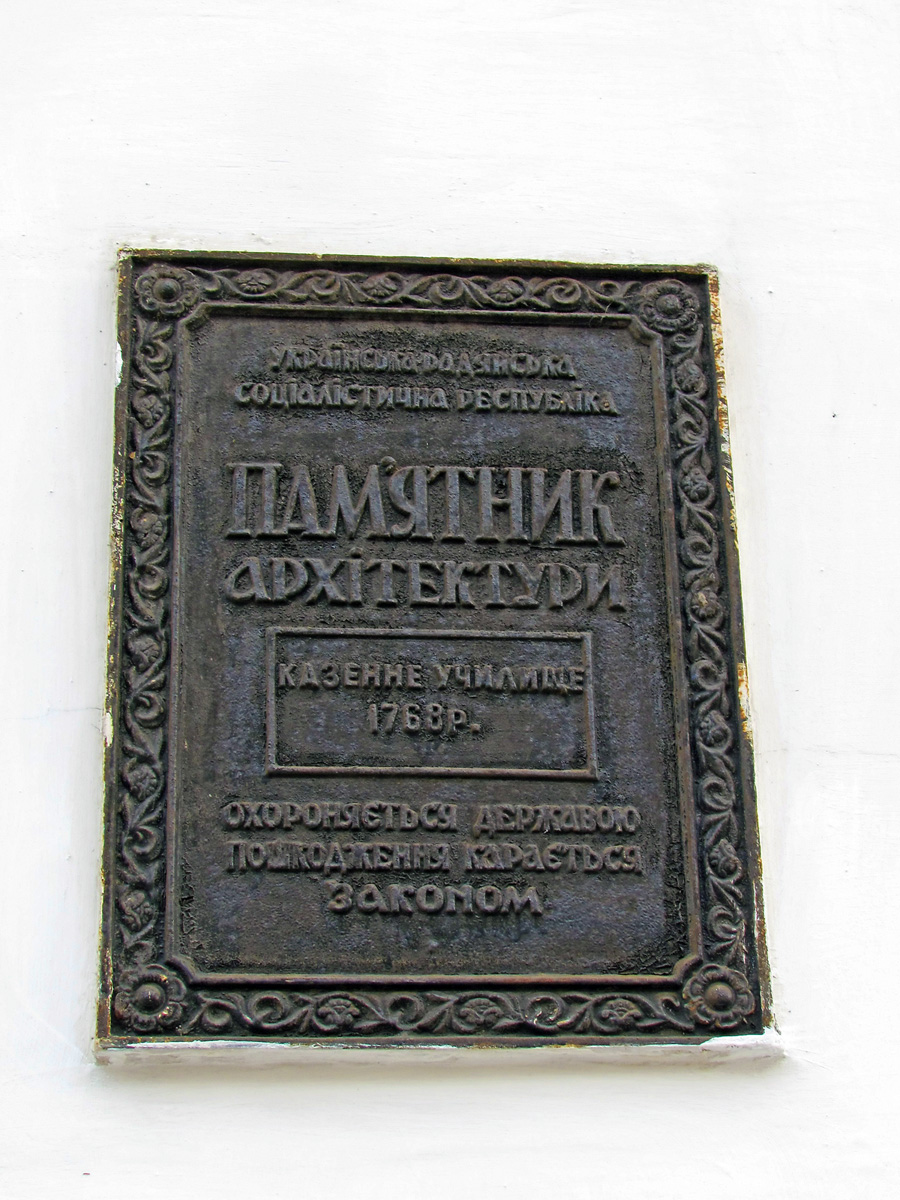 Українська Радянська
Соціалістична Республіка
Пам'ятник
архітектури
Казенне училище
1768р.
Охороняється державою
пошкодження карається
законом